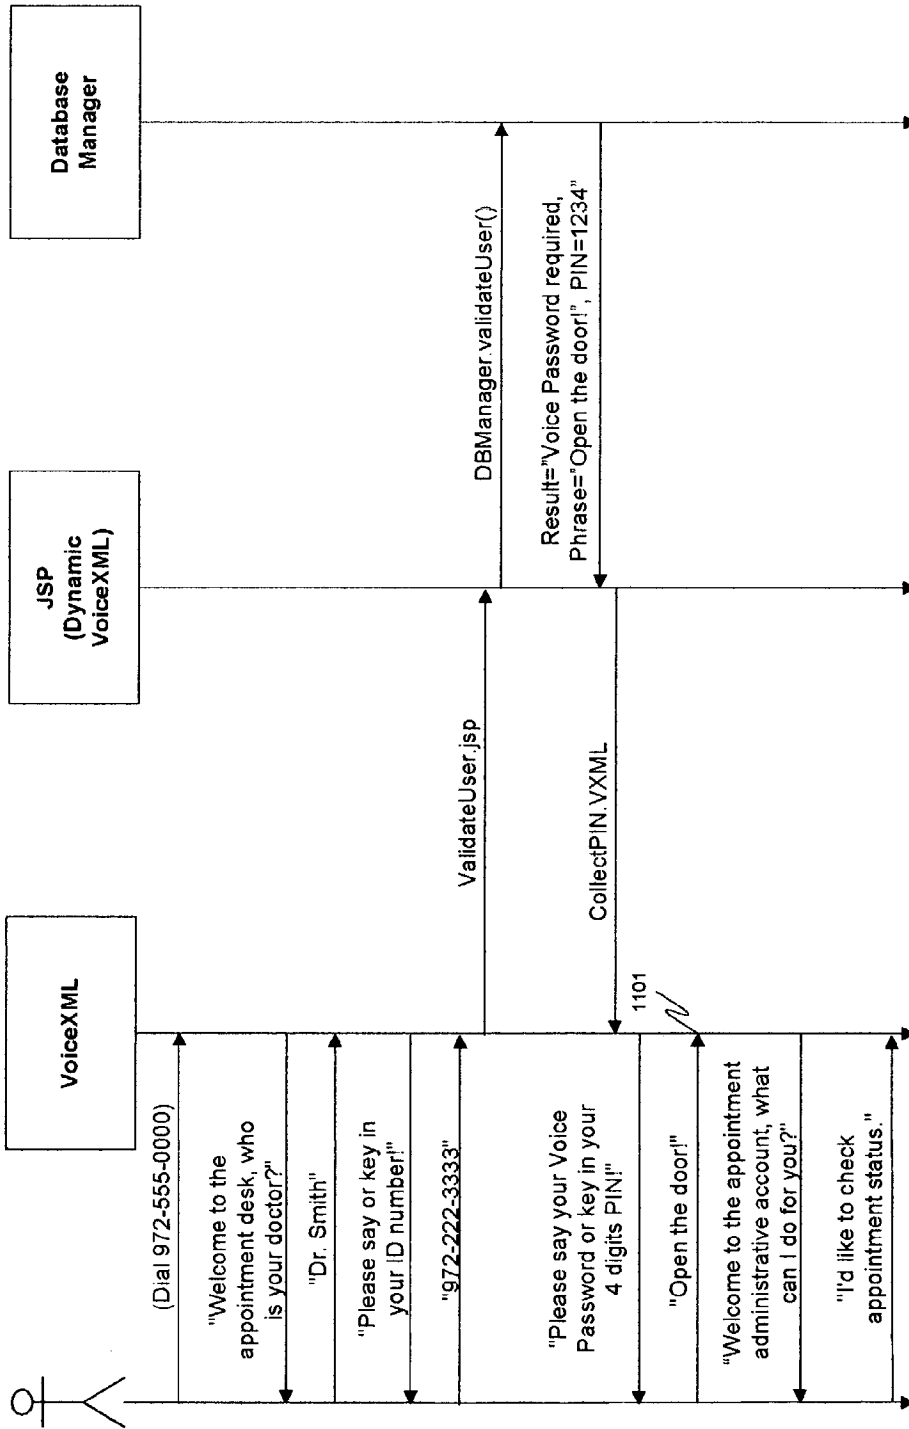 VoiceXML
JSP
(Dynamic
VoiceXML)
Database
Manager
(Dial 972-555-0000)
"Welcome to the
appointment desk, who
is your doctor?"
"Dr. Smith"
"Please say or key in
your ID number!"
"972-222-3333"
ValidateUser.jsp
DBManager.validateUser()
Result="Voice Password required,
Phrase="Open the door!", PIN=1234"
CollectPIN.VXML
"Please say your Voice
Password or key in your
4 digits PIN!"
1101
"Open the door!"
"Welcome to the appointment
administrative account, what
can I do for you?"
"I'd like to check
appointment status."